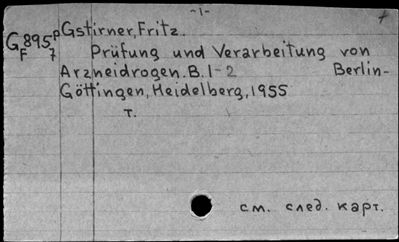 -1-
G 895 p Gstirner, Fritz.
F 7 Prüfung und Verarbeitung von
Arzneidrogen. B. 1-2 Berlin-
Göttingen, Heidelberg, 1955
т.
см. след. карт.